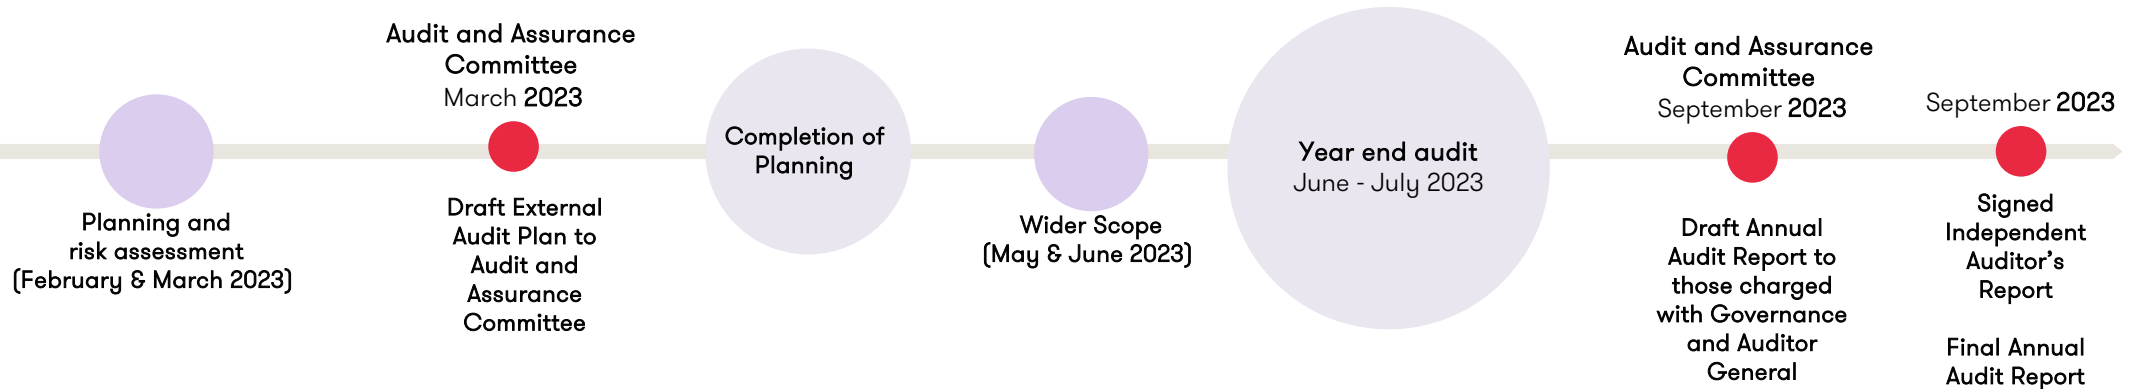 Planning and
risk assessment
(February & March 2023)
Audit and Assurance
Committee
March 2023
Draft External
Audit Plan to
Audit and
Assurance
Committee
Completion of
Planning
Wider Scope
(May & June 2023)
Year end audit
June - July 2023
Audit and Assurance
Committee
September 2023
Draft Annual
Audit Report to
those charged
with Governance
and Auditor
General
September 2023
Signed
Independent
Auditor’s
Report
Final Annual
Audit Report